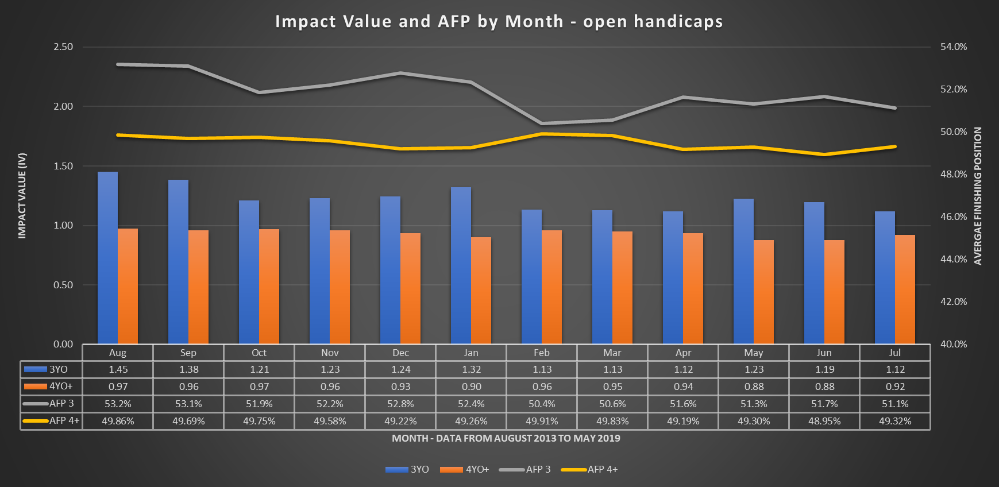 Impact Value and AFP by Month - open handicaps
2.50
2.00
1.50
1.00
0.50
0.00
IMPACT VALUE (IV)
54.0%
52.0%
50.0%
48.0%
46.0%
44.0%
42.0%
40.0%
AVERGAE FINISHING POSITION
Aug Sep Oct Nov Dec Jan Feb Mar Apr May Jun Jul
3YO 1.45 1.38 1.21 1.23 1.24 1.32 1.13 1.13 1.12 1.23 1.19 1.12
4YO+ 0.97 0.96 0.97 0.96 0.93 0.90 0.96 0.95 0.94 0.88 0.88 0.92
AFP 3 53.2% 53.1% 51.9% 52.2% 52.8% 52.4% 50.4% 50.6% 51.6% 51.3% 51.7% 51.1%
AFP 4+ 49.86% 49.69% 49.75% 49.58% 49.22% 49.26% 49.91% 49.83% 49.19% 49.30% 48.95% 49.32%
MONTH - DATA FROM AUGUST 2013 TO MAY 2019
3YO 4YO+ AFP 3 AFP 4+